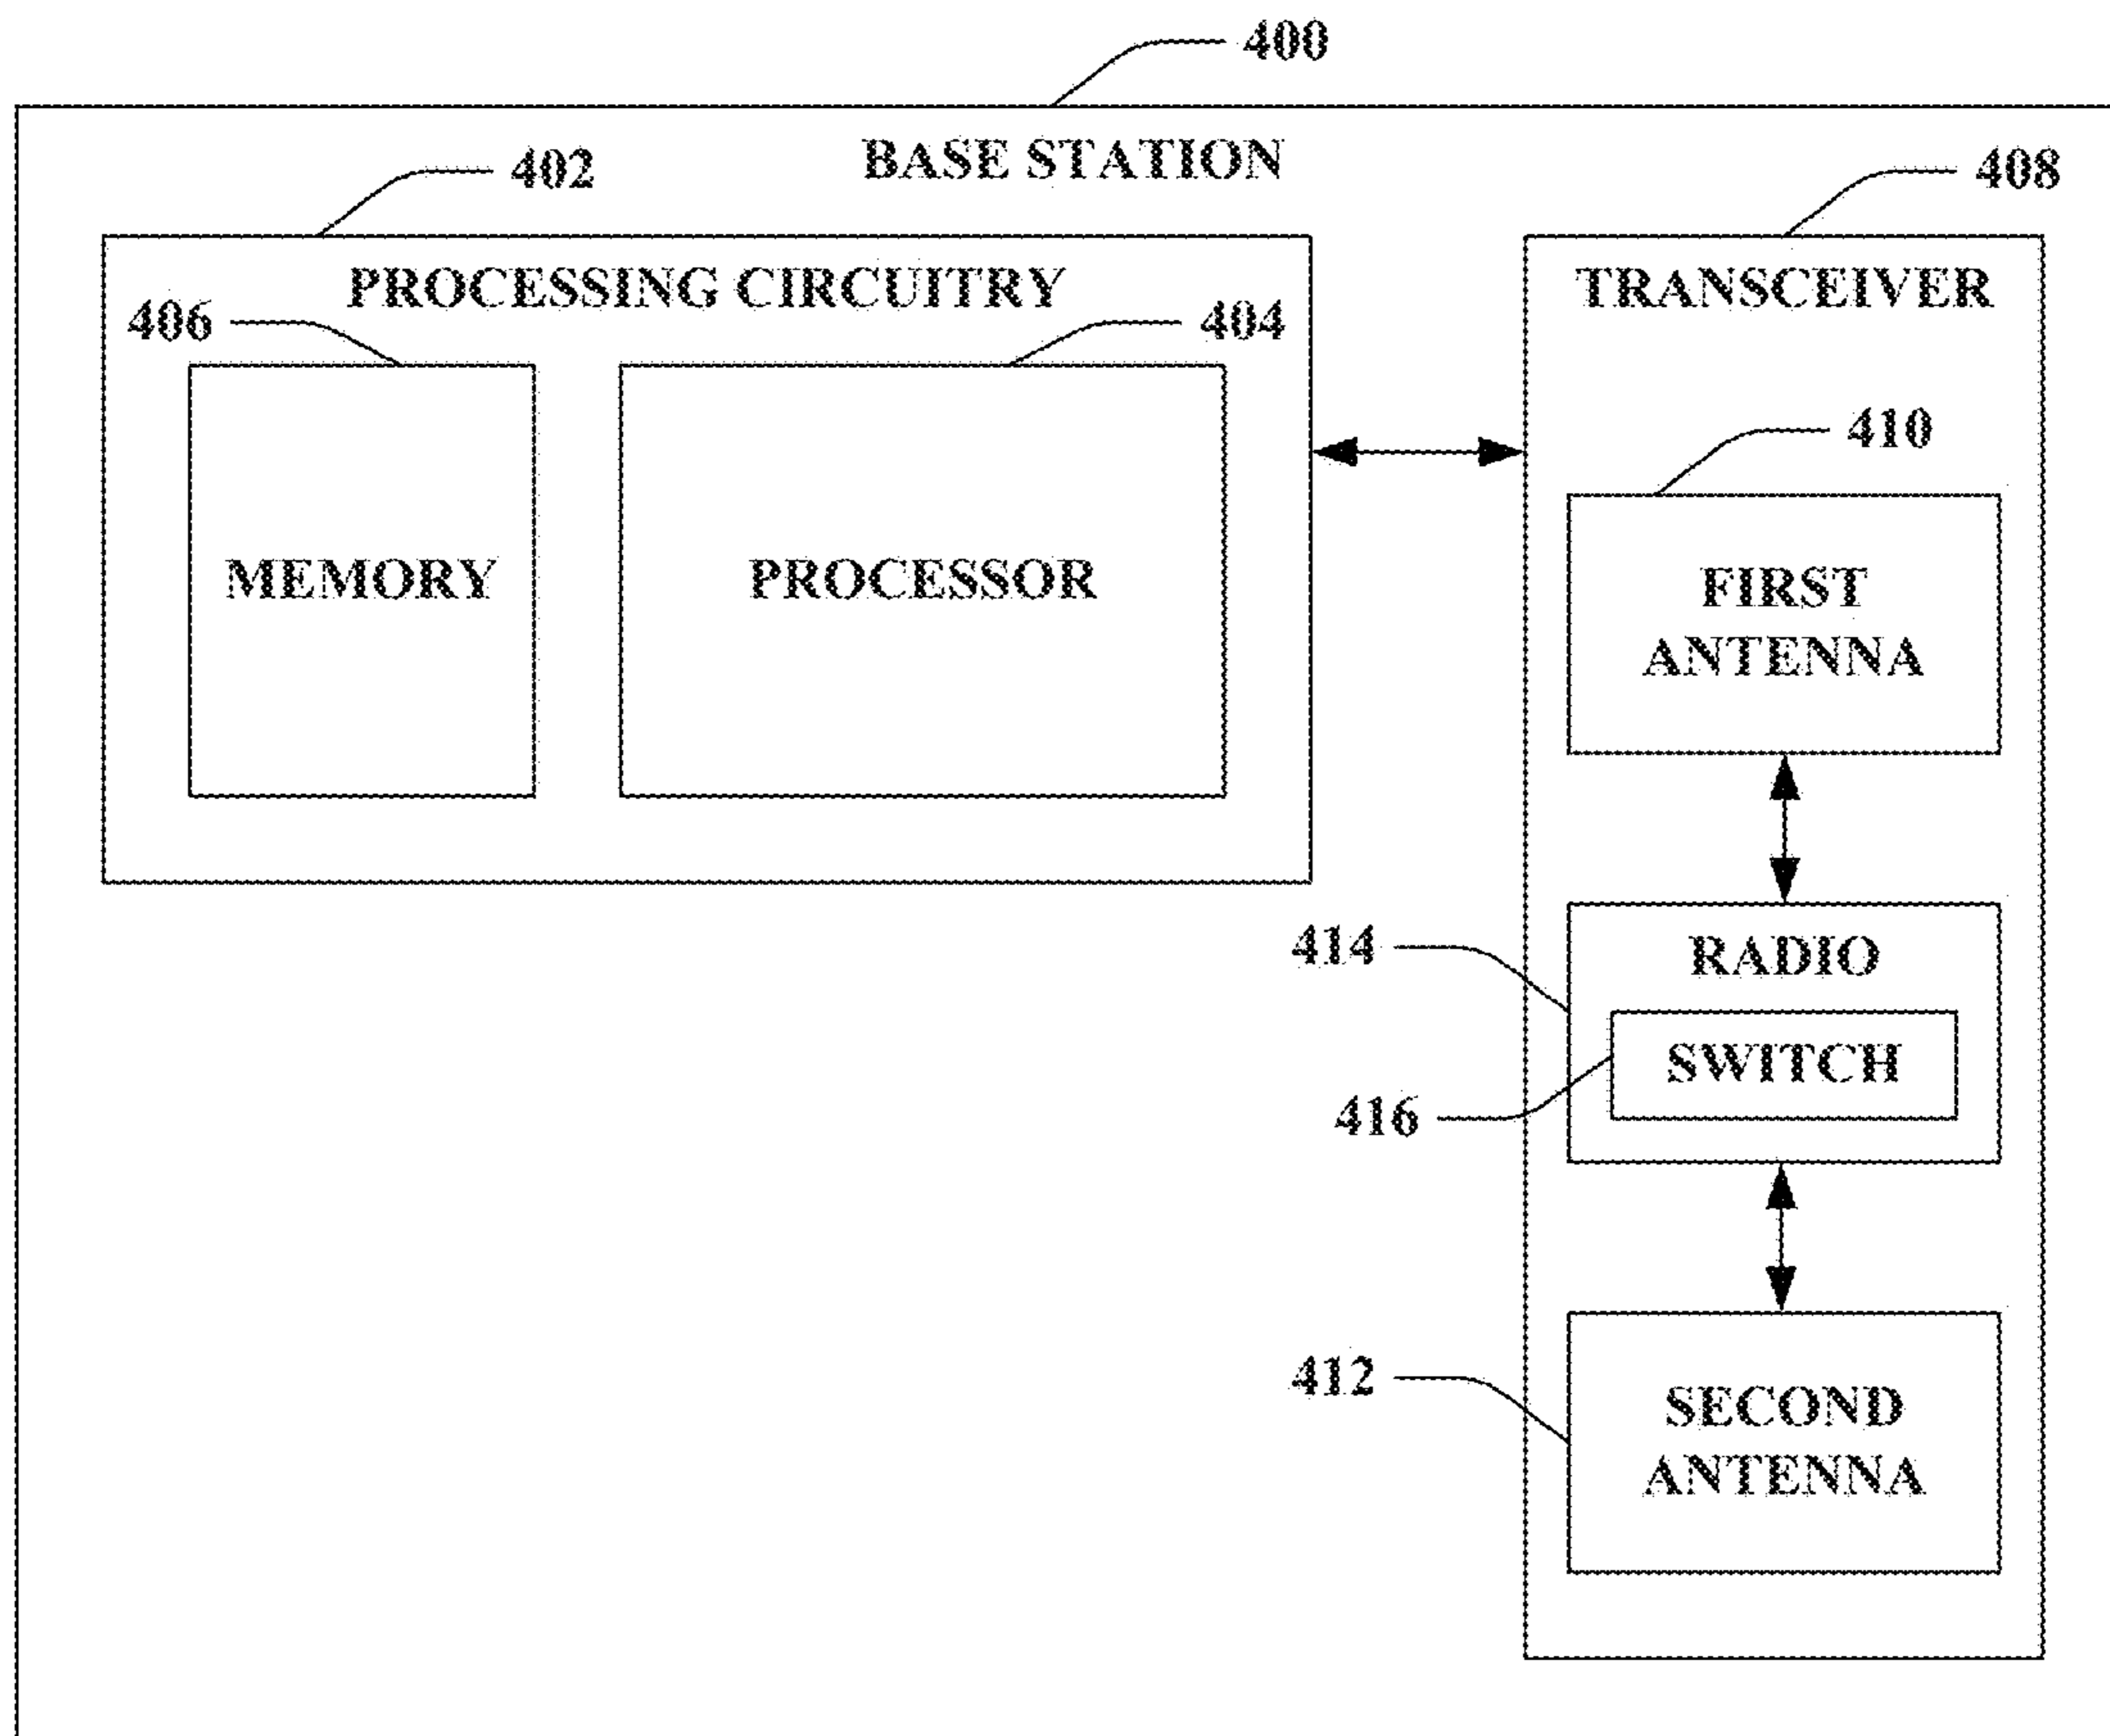 400
BASE STATION
402
408
PROCESSING CIRCUITRY
TRANSCEIVER
406
404
410
MEMORY
PROCESSOR
FIRST
ANTENNA
414
RADIO
SWITCH
416
412
SECOND
ANTENNA